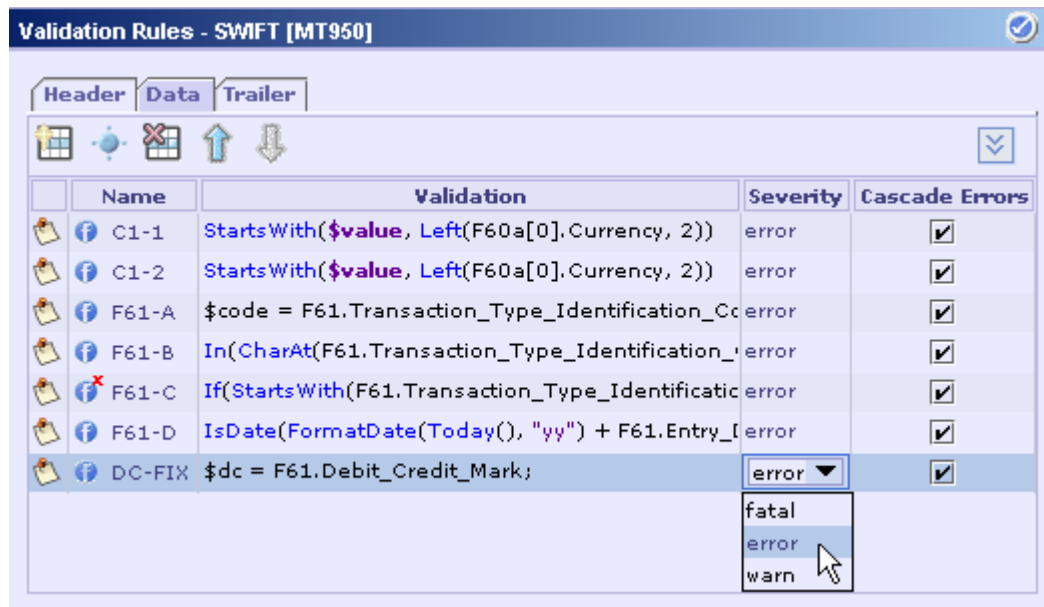 Validation Rules - SWIFT [MT950]
Header Data Trailer
Name Validation Severity Cascade Errors
C1-1 StartsWith($value, Left(F60a[0].Currency, 2)) error
C1-2 StartsWith($value, Left(F60a[0].Currency, 2)) error
F61-A $code = F61.Transaction_Type_Identification_Co error
F61-B In(CharAt(F61.Transaction_Type_Identification_ error
F61-C If(StartsWith(F61.Transaction_Type_Identificatic error
F61-D IsDate(FormatDate(Today(), "yy") + F61.Entry_D error
DC-FIX $dc = F61.Debit_Credit_Mark; error
fatal
error
warn